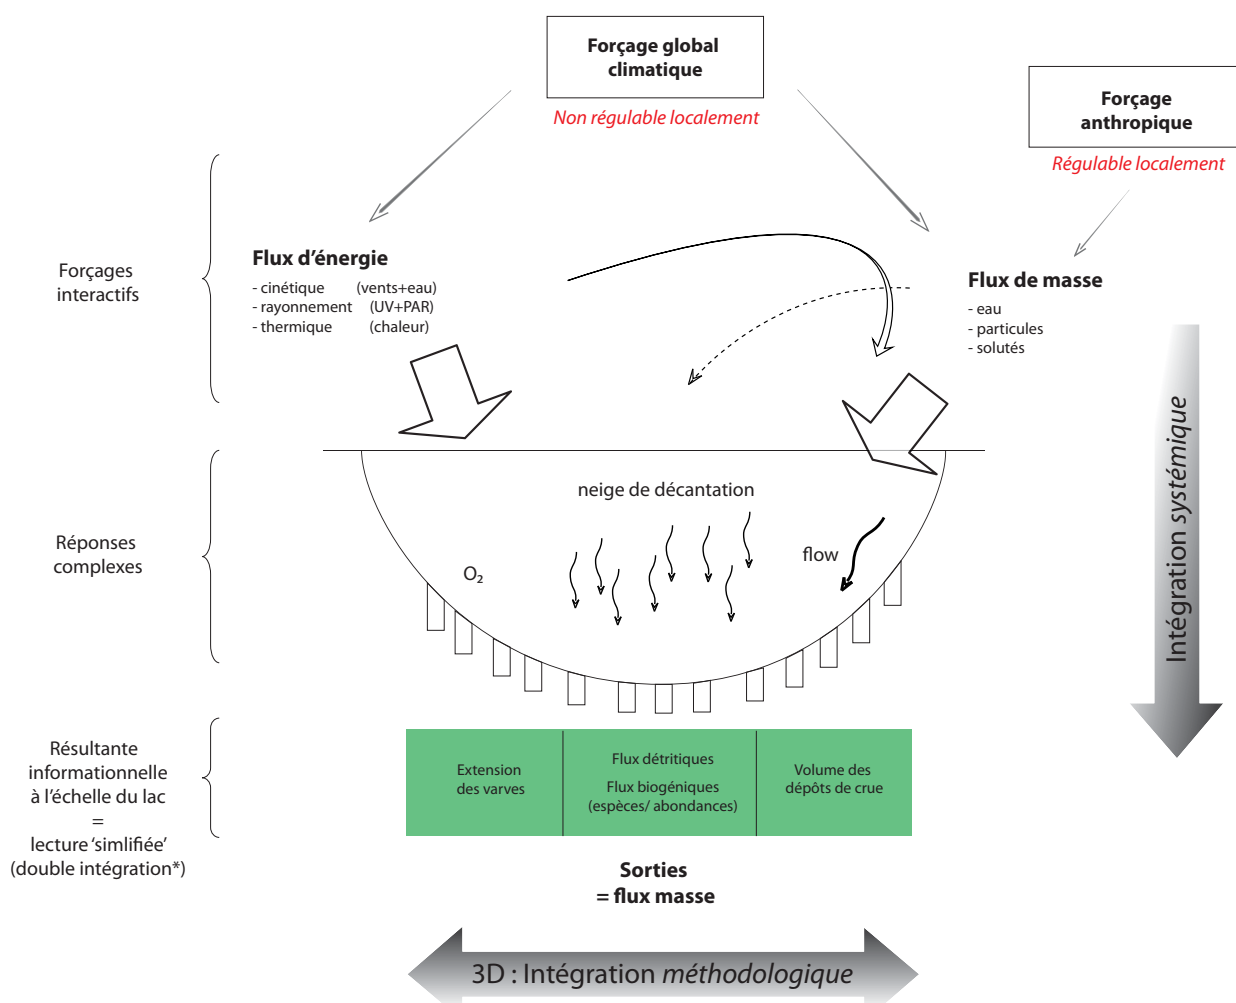 Forçage global
climatique
Non régulable localement
Forçage
anthropique
Régulable localement
Forçages
interactifs
Flux d’énergie
- cinétique (vents+eau)
- rayonnement (UV+PAR)
- thermique (chaleur)
Flux de masse
- eau
- particules
- solutés
Réponses
complexes
neige de décantation
O₂
flow
Intégration systémique
Résultante
informationnelle
à l’échelle du lac
=
lecture ‘simlifiée’
(double intégration*)
Extension
des varves
Flux détritiques
Flux biogéniques
(espèces/ abondances)
Volume des
dépôts de crue
Sorties
= flux masse
3D : Intégration méthodologique